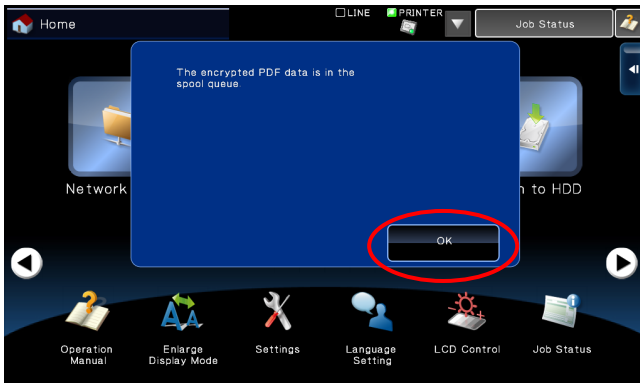 Home
LINE
PRINTER
Job Status
The encrypted PDF data is in the
spool queue.
Network
n to HDD
OK
Operation
Manual
Enlarge
Display Mode
Settings
Language
Setting
LCD Control
Job Status